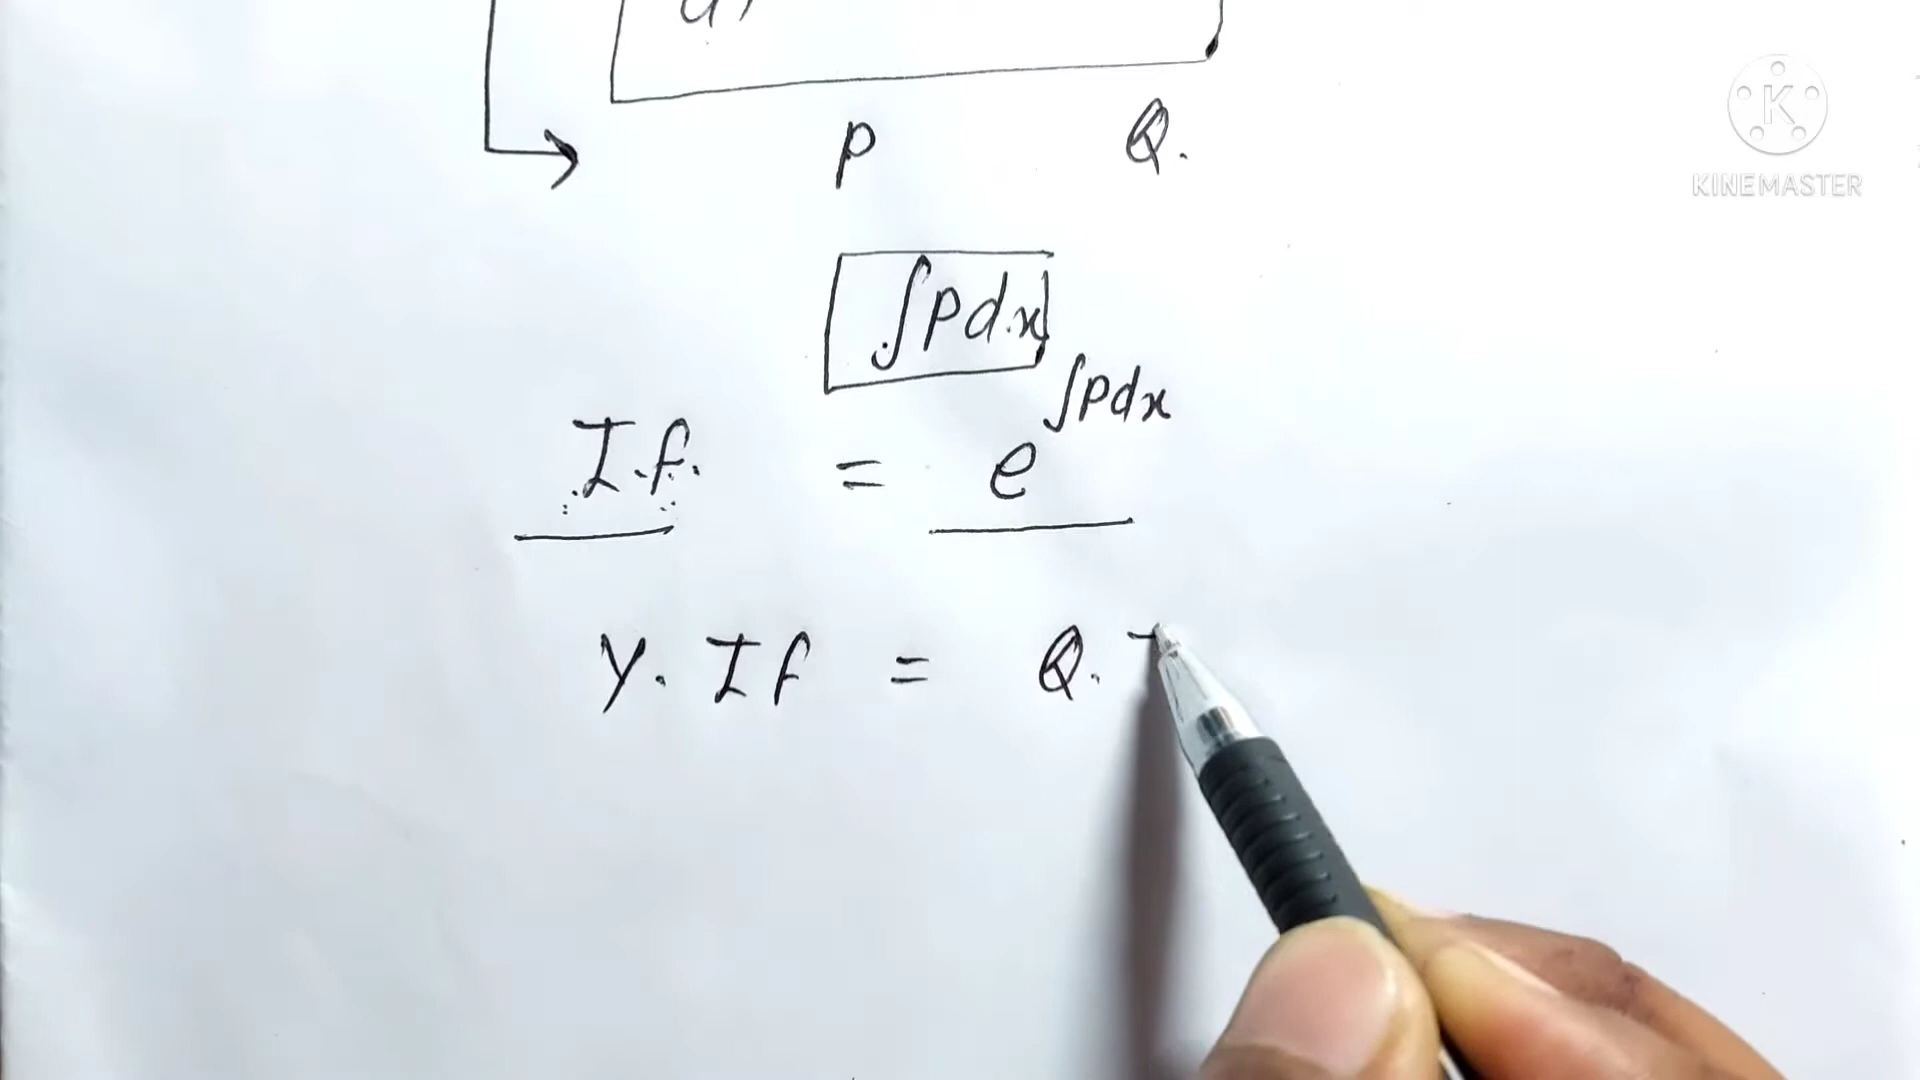 P Q.
K
KINEMASTER
∫Pdx
I.f. = e^∫Pdx
Y. If = Q.